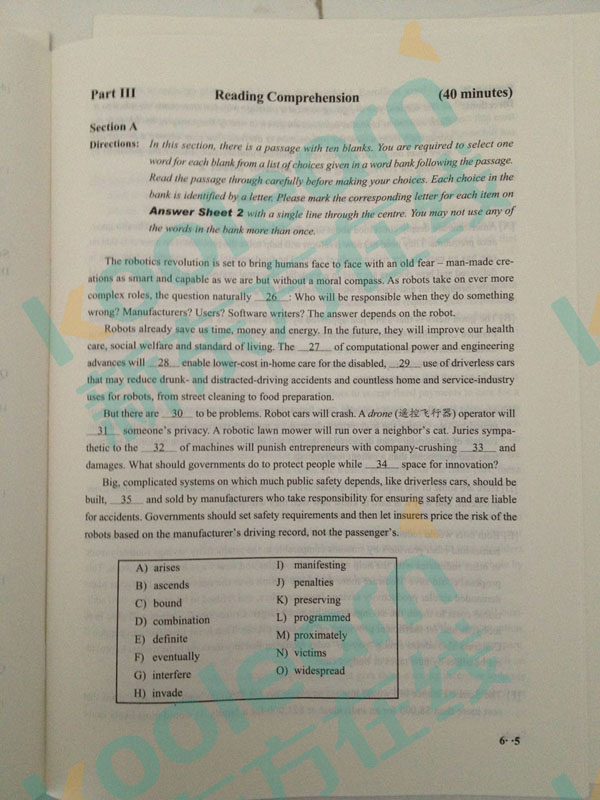 Part III Reading Comprehension (40 minutes)
Section A
Directions: In this section, there is a passage with ten blanks. You are required to select one
word for each blank from a list of choices given in a word bank following the passage.
Read the passage through carefully before making your choices. Each choice in the
bank is identified by a letter. Please mark the corresponding letter for each item on
Answer Sheet 2 with a single line through the centre. You may not use any of
the words in the bank more than once.
The robotics revolution is set to bring humans face to face with an old fear – man-made cre-
ations as smart and capable as we are but without a moral compass. As robots take on ever more
complex roles, the question naturally 26 : Who will be responsible when they do something
wrong? Manufacturers? Users? Software writers? The answer depends on the robot.
Robots already save us time, money and energy. In the future, they will improve our health
care, social welfare and standard of living. The 27 of computational power and engineering
advances will 28 enable lower-cost in-home care for the disabled, 29 use of driverless cars
that may reduce drunk- and distracted-driving accidents and countless home and service-industry
uses for robots, from street cleaning to food preparation.
But there are 30 to be problems. Robot cars will crash. A drone (遥控飞行器) operator will
31 someone's privacy. A robotic lawn mower will run over a neighbor's cat. Juries sympa-
thetic to the 32 of machines will punish entrepreneurs with company-crushing 33 and
damages. What should governments do to protect people while 34 space for innovation?
Big, complicated systems on which much public safety depends, like driverless cars, should be
built, 35 and sold by manufacturers who take responsibility for ensuring safety and are liable
for accidents. Governments should set safety requirements and then let insurers price the risk of the
robots based on the manufacturer's driving record, not the passenger's.
A) arises
B) ascends
C) bound
D) combination
E) definite
F) eventually
G) interfere
H) invade
I) manifesting
J) penalties
K) preserving
L) programmed
M) proximately
N) victims
O) widespread
6· ·5
koolearn
新东方在线
koolearn
新东方在线